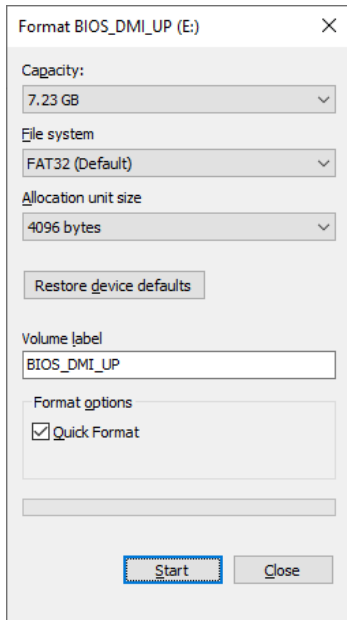 Format BIOS_DMI_UP (E:)
Capacity:
7.23 GB
File system
FAT32 (Default)
Allocation unit size
4096 bytes
Restore device defaults
Volume label
BIOS_DMI_UP
Format options
Quick Format
Start Close